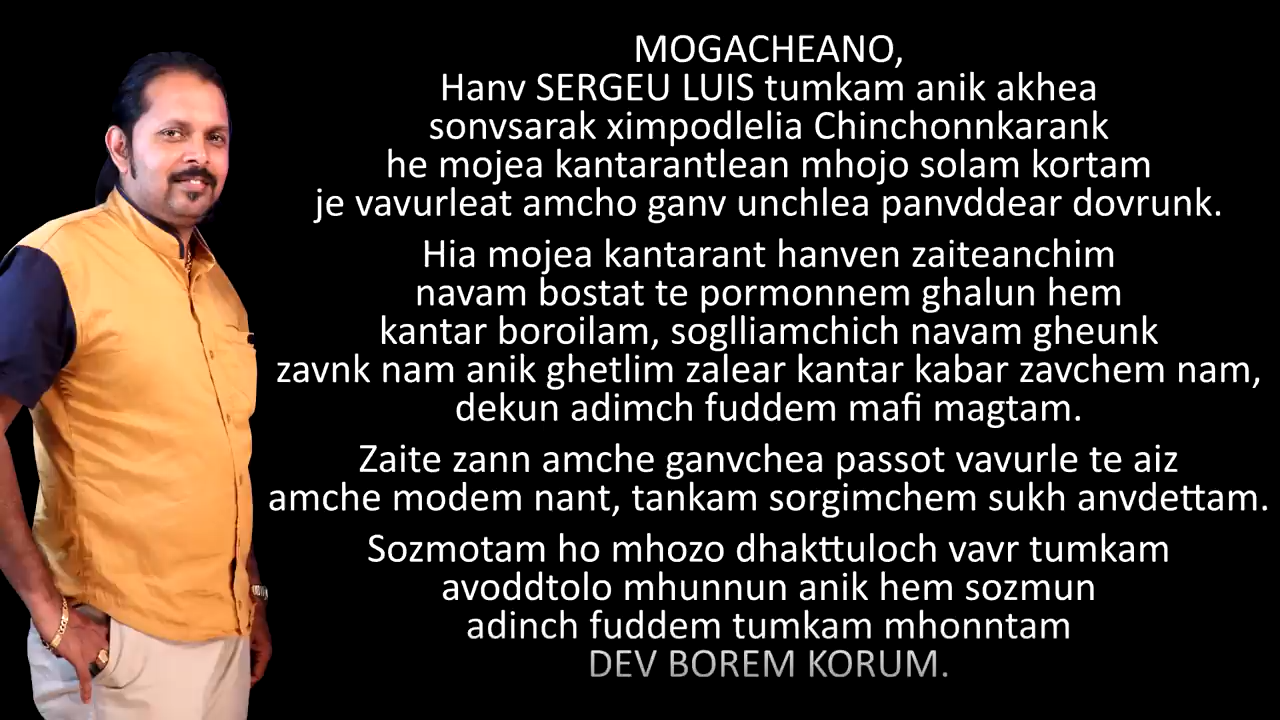 MOGACHEANO,
Hanv SERGEU LUIS tumkam anik akhea
sonvsarak ximpodlelia Chinchonnkarank
he mojea kantarantlean mhojo solam kortam
je vavurleat amcho ganv unchlea panvddear dovrunk.
Hia mojea kantarant hanven zaiteanchim
navam bostat te pormonnem ghalun hem
kantar boroilam, soglliamchich navam gheunk
zavnk nam anik ghetlim zalear kantar kabar zavchem nam,
dekun adimch fuddem mafi magtam.
Zaite zann amche ganvchea passot vavurle te aiz
amche modem nant, tankam sorgimchem sukh anvdettam.
Sozmotam ho mhozo dhakttuloch vavr tumkam
avoddtolo mhunnun anik hem sozmun
adinch fuddem tumkam mhonntam
DEV BOREM KORUM.